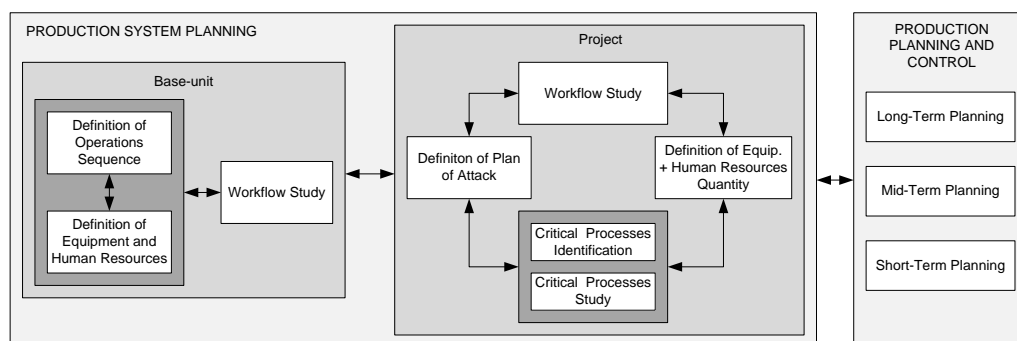 PRODUCTION SYSTEM PLANNING
Base-unit
Definition of
Operations
Sequence
Definition of
Equipment and
Human Resources
Workflow Study
Project
Workflow Study
Definiton of Plan
of Attack
Definition of Equip.
+ Human Resources
Quantity
Critical Processes
Identification
Critical Processes
Study
PRODUCTION
PLANNING AND
CONTROL
Long-Term Planning
Mid-Term Planning
Short-Term Planning